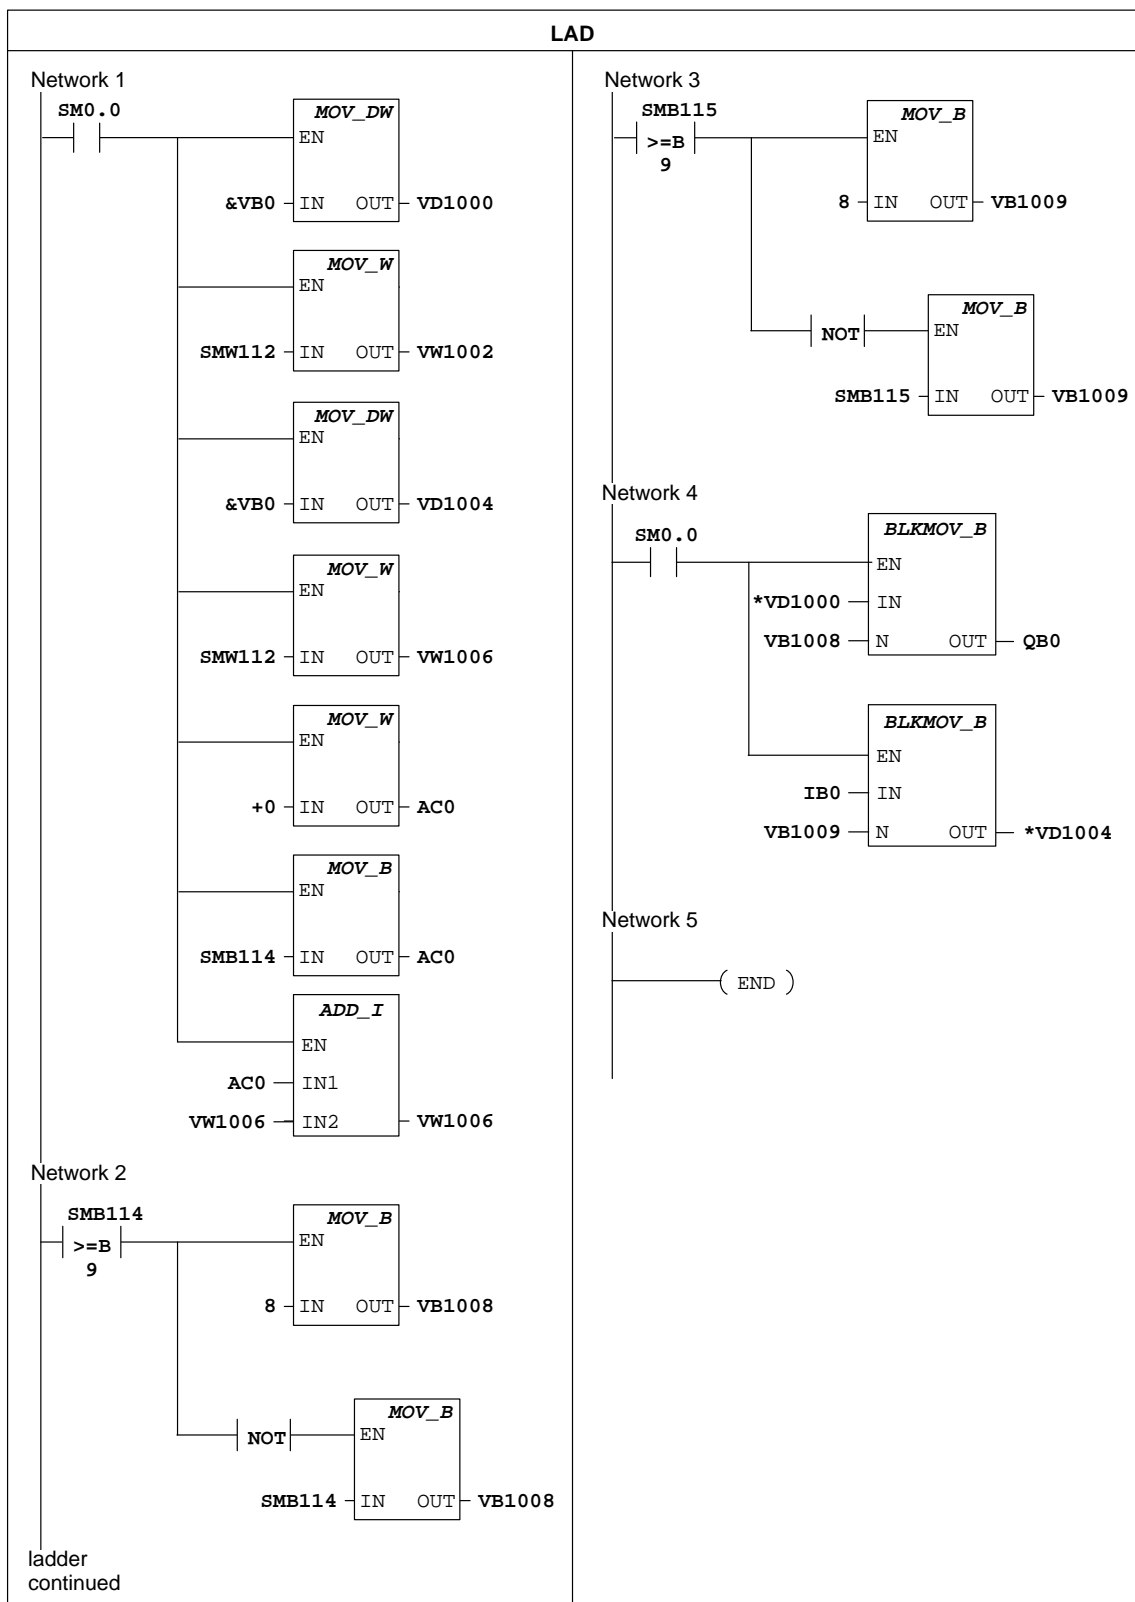 LAD
Network 1
SM0.0
MOV_DW
EN
&VB0 IN OUT VD1000
MOV_W
EN
SMW112 IN OUT VW1002
MOV_DW
EN
&VB0 IN OUT VD1004
MOV_W
EN
SMW112 IN OUT VW1006
MOV_W
EN
+0 IN OUT AC0
MOV_B
EN
SMB114 IN OUT AC0
ADD_I
EN
AC0 IN1
VW1006 IN2 VW1006
Network 2
SMB114
>=B
9
MOV_B
EN
8 IN OUT VB1008
NOT
MOV_B
EN
SMB114 IN OUT VB1008
ladder
continued
Network 3
SMB115
>=B
9
MOV_B
EN
8 IN OUT VB1009
NOT
MOV_B
EN
SMB115 IN OUT VB1009
Network 4
SM0.0
BLKMOV_B
EN
*VD1000 IN
VB1008 N OUT QB0
BLKMOV_B
EN
IB0 IN
VB1009 N OUT *VD1004
Network 5
( END )